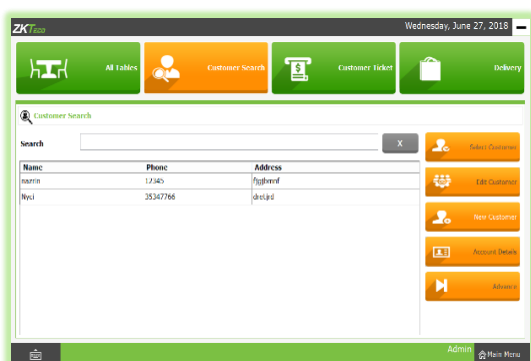 ZKTeco
Wednesday, June 27, 2018
All Tables
Customer Search
Customer Ticket
Delivery
Customer Search
Search
X
Name Phone Address
nazrin 12345
Nyci 35347766
Select Customer
Edit Customer
New Customer
Account Details
Advance
Admin
Main Menu